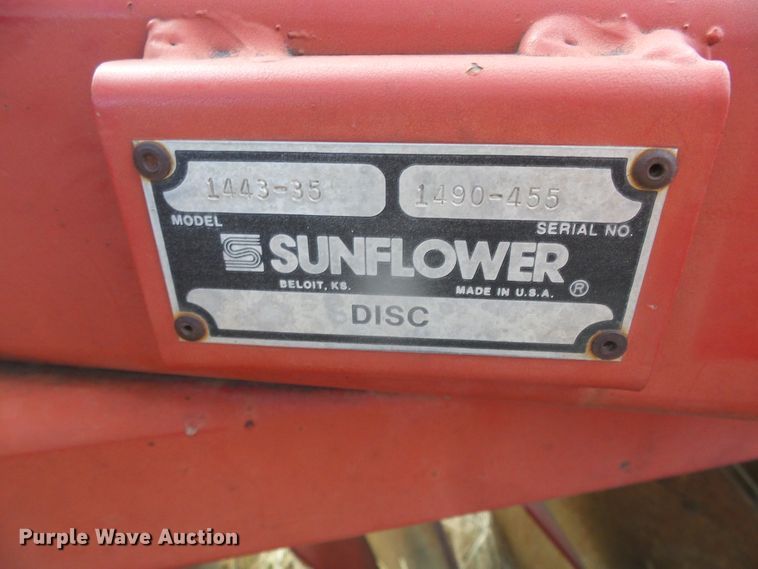 1443-35 1490-455
MODEL SERIAL NO.
SUNFLOWER
BELOIT, KS. MADE IN U.S.A. ®
DISC
Purple Wave Auction